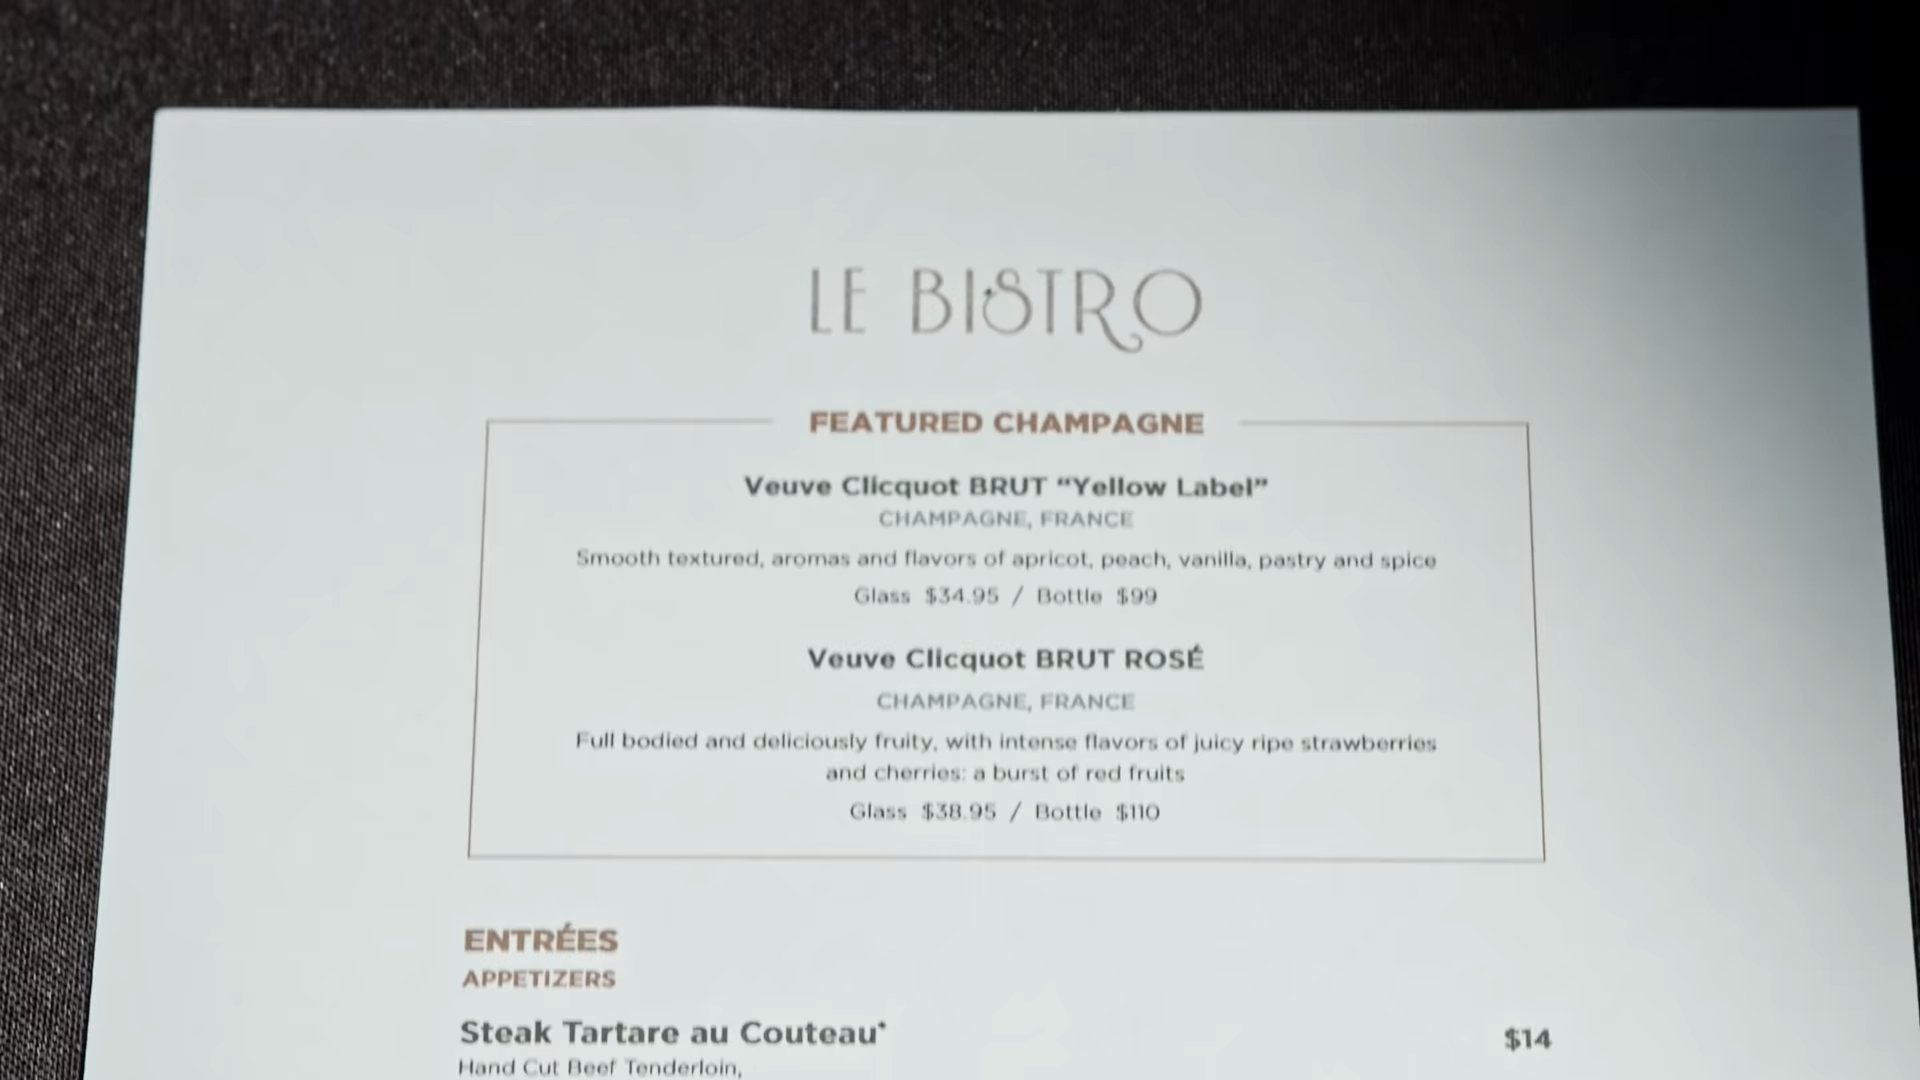 LE BISTRO
FEATURED CHAMPAGNE
Veuve Clicquot BRUT “Yellow Label”
CHAMPAGNE, FRANCE
Smooth textured, aromas and flavors of apricot, peach, vanilla, pastry and spice
Glass $34.95 / Bottle $99
Veuve Clicquot BRUT ROSÉ
CHAMPAGNE, FRANCE
Full bodied and deliciously fruity, with intense flavors of juicy ripe strawberries
and cherries: a burst of red fruits
Glass $38.95 / Bottle $110
ENTRÉES
APPETIZERS
Steak Tartare au Couteau* $14
Hand Cut Beef Tenderloin,